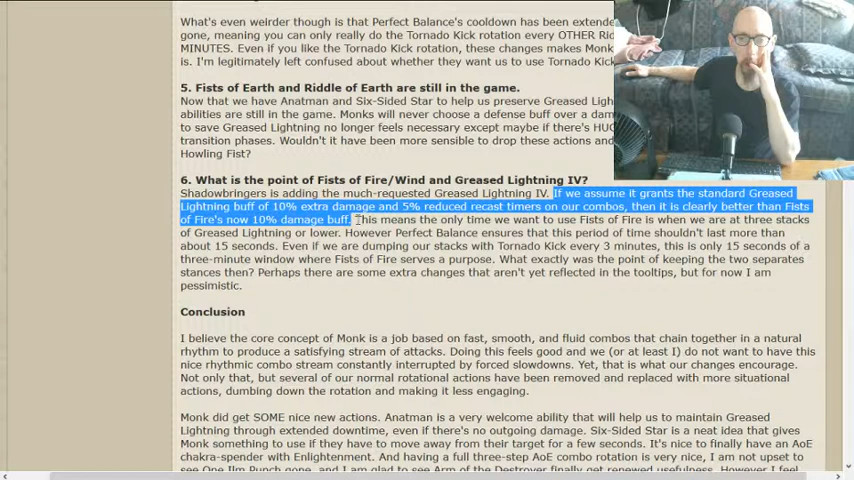 What's even weirder though is that Perfect Balance's cooldown has been extende
gone, meaning you can only really do the Tornado Kick rotation every OTHER Rid
MINUTES. Even if you like the Tornado Kick rotation, these changes makes Monk
is. I'm legitimately left confused about whether they want us to use Tornado Kick
5. Fists of Earth and Riddle of Earth are still in the game.
Now that we have Anatman and Six-Sided Star to help us preserve Greased Ligh
abilities are still in the game. Monks will never choose a defense buff over a dam
to save Greased Lightning no longer feels necessary except maybe if there's HUG
transition phases. Wouldn't it have been more sensible to drop these actions and
Howling Fist?
6. What is the point of Fists of Fire/Wind and Greased Lightning IV?
Shadowbringers is adding the much-requested Greased Lightning IV. If we assume it grants the standard Greased
Lightning buff of 10% extra damage and 5% reduced recast timers on our combos, then it is clearly better than Fists
of Fire's now 10% damage buff. This means the only time we want to use Fists of Fire is when we are at three stacks
of Greased Lightning or lower. However Perfect Balance ensures that this period of time shouldn't last more than
about 15 seconds. Even if we are dumping our stacks with Tornado Kick every 3 minutes, this is only 15 seconds of a
three-minute window where Fists of Fire serves a purpose. What exactly was the point of keeping the two separates
stances then? Perhaps there are some extra changes that aren't yet reflected in the tooltips, but for now I am
pessimistic.
Conclusion
I believe the core concept of Monk is a job based on fast, smooth, and fluid combos that chain together in a natural
rhythm to produce a satisfying stream of attacks. Doing this feels good and we (or at least I) do not want to have this
nice rhythmic combo stream constantly interrupted by forced slowdowns. Yet, that is what our changes encourage.
Not only that, but several of our normal rotational actions have been removed and replaced with more situational
actions, dumbing down the rotation and making it less engaging.
Monk did get SOME nice new actions. Anatman is a very welcome ability that will help us to maintain Greased
Lightning through extended downtime, even if there's no outgoing damage. Six-Sided Star is a neat idea that gives
Monk something to use if they have to move away from their target for a few seconds. It's nice to finally have an AoE
chakra-spender with Enlightenment. And having a full three-step AoE combo rotation is very nice, I am not upset to
see One Ilm Punch gone, and I am glad to see Arm of the Destroyer finally get renewed usefulness. However I feel